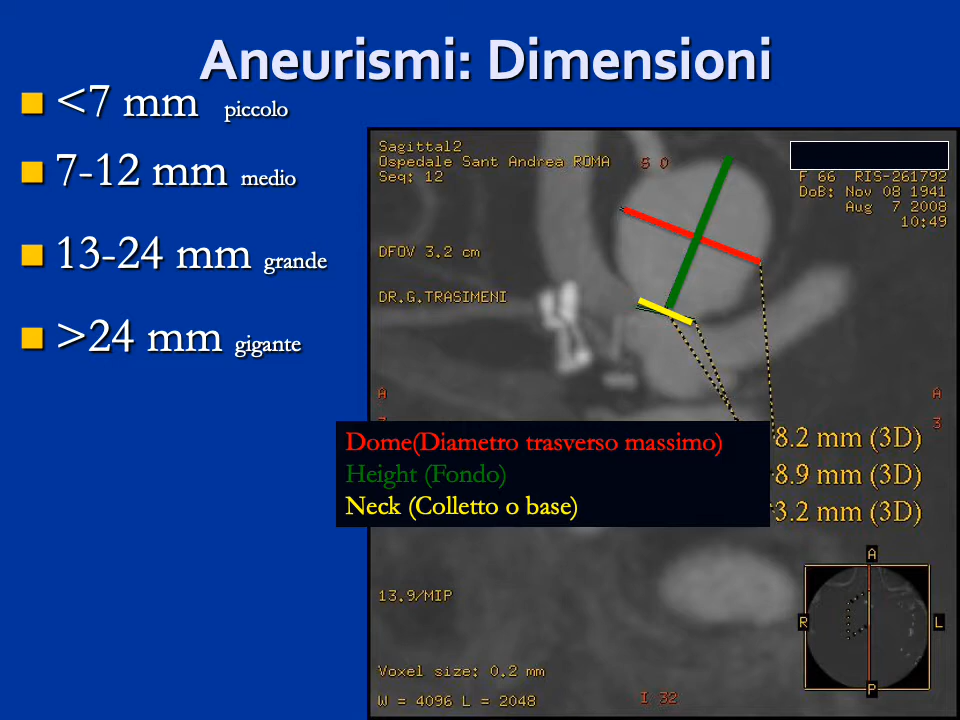 Aneurismi: Dimensioni
<7 mm piccolo
7-12 mm medio
13-24 mm grande
>24 mm gigante
Sagittal2
Ospedale Sant Andrea ROMA
Seq: 12
S 0
F 66 RIS-261792
DoB: Nov 08 1941
Aug 7 2008
10:49
DFOV 3.2 cm
DR.G.TRASIMENI
A
A
3
Dome(Diametro trasverso massimo)
Height (Fondo)
Neck (Colletto o base)
8.2 mm (3D)
8.9 mm (3D)
3.2 mm (3D)
13.9/MIP
A
R
L
P
Voxel size: 0.2 mm
W = 4096 L = 2048
I 32